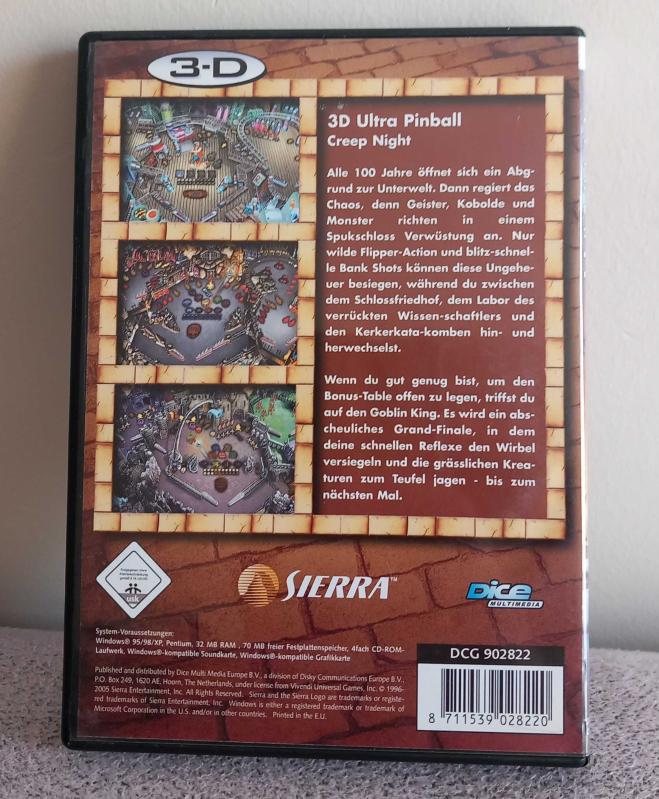 3-D
3D Ultra Pinball
Creep Night
Alle 100 Jahre öffnet sich ein Ab-
grund zur Unterwelt. Dann regiert das
Chaos, denn Geister, Kobolde und
Monster richten in einem
Spukschloss Verwüstung an. Nur
wilde Flipper-Action und blitz-schnel-
le Bank Shots können diese Ungehe-
uer besiegen, während du zwischen
dem Schlossfriedhof, dem Labor des
verrückten Wissen-schaftlers und
den Kerkerkata-komben hin- und
herwechselst.
Wenn du gut genug bist, um den
Bonus-Table offen zu legen, triffst du
auf den Goblin King. Es wird ein abs-
cheuliches Grand-Finale, in dem
deine schnellen Reflexe den Wirbel
versiegeln und die grässlichen Krea-
turen zum Teufel jagen - bis zum
nächsten Mal.
usk
SIERRA™
Dice
MULTIMEDIA
System-Voraussetzungen:
Windows® 95/98/XP, Pentium, 32 MB RAM , 70 MB freier Festplattenspeicher, 4fach CD-ROM-
Laufwerk, Windows®-kompatible Soundkarte, Windows®-kompatible Grafikkarte
Published and distributed by Dice Multi Media Europe B.V., a division of Disky Communications Europe B.V.,
P.O. Box 249, 1620 AE, Hoorn, The Netherlands, under license from Vivendi Universal Games, Inc. © 1996-
2005 Sierra Entertainment, Inc. All Rights Reserved. Sierra and the Sierra Logo are trademarks or registe-
red trademarks of Sierra Entertainment, Inc. Windows is either a registered trademark or trademark of
Microsoft Corporation in the U.S. and/or in other countries. Printed in the E.U.
DCG 902822
8 711539 028220